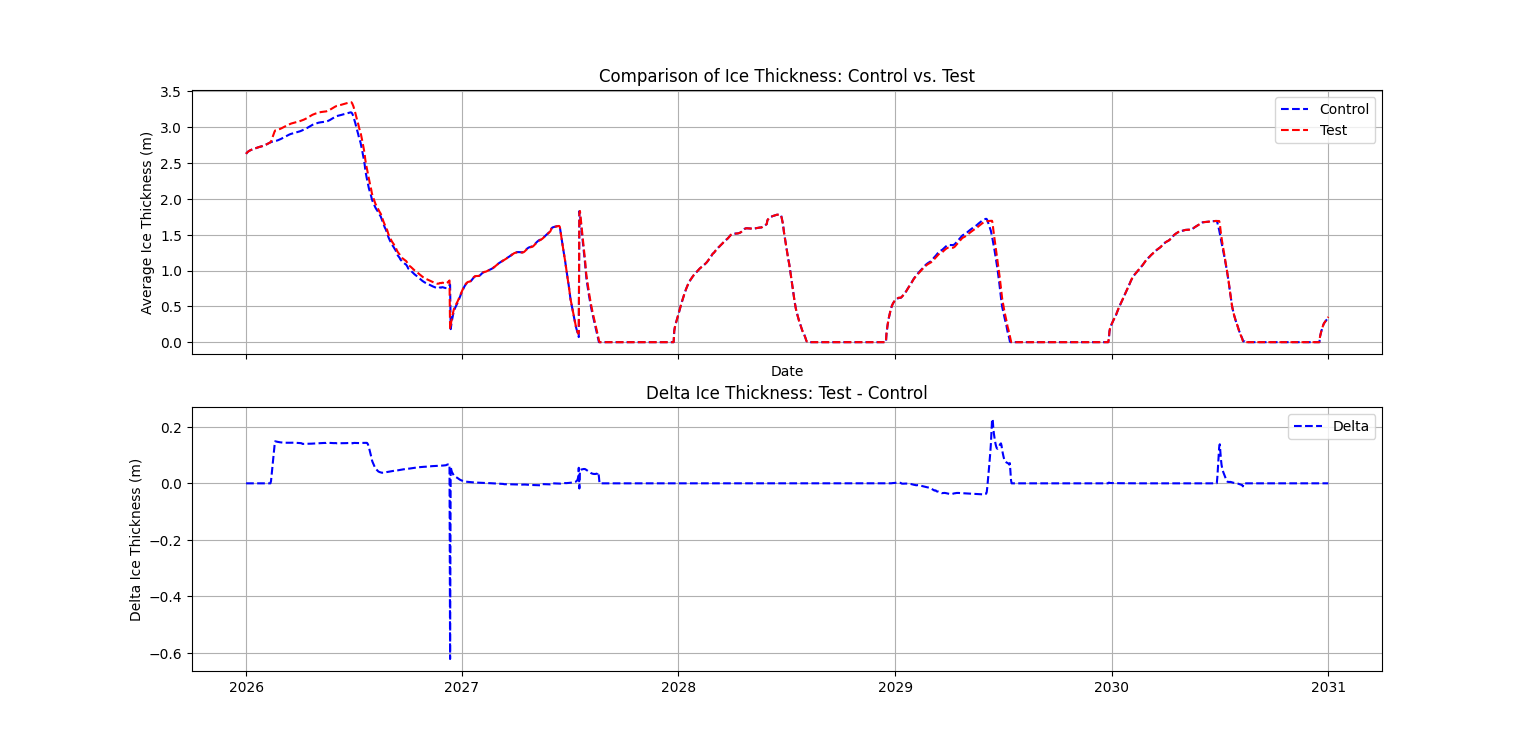 Comparison of Ice Thickness: Control vs. Test
Average Ice Thickness (m)
3.5
3.0
2.5
2.0
1.5
1.0
0.5
0.0
Control
Test
Date
Delta Ice Thickness: Test - Control
Delta Ice Thickness (m)
0.2
0.0
−0.2
−0.4
−0.6
Delta
2026 2027 2028 2029 2030 2031